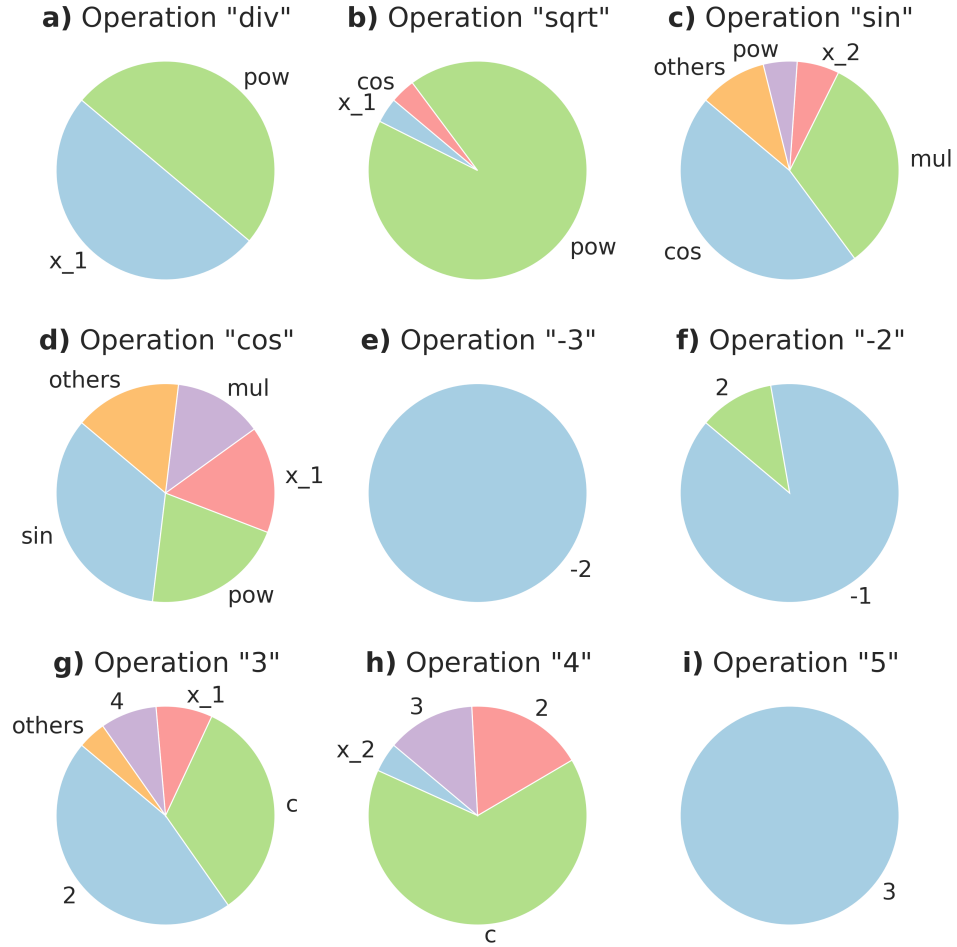 a) Operation "div"
pow
x_1
b) Operation "sqrt"
cos
x_1
pow
c) Operation "sin"
pow
x_2
others
mul
cos
d) Operation "cos"
others
mul
x_1
sin
pow
e) Operation "-3"
-2
f) Operation "-2"
2
-1
g) Operation "3"
4
x_1
others
c
2
h) Operation "4"
3
2
x_2
c
i) Operation "5"
3